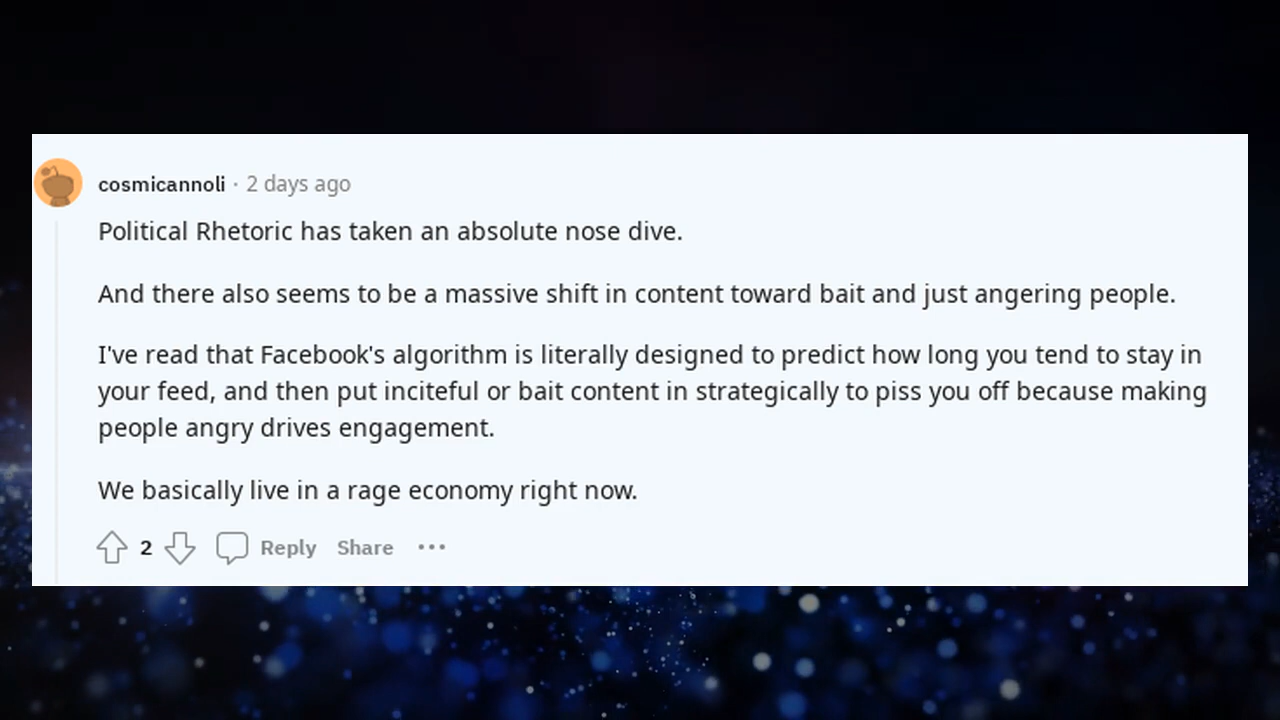 cosmicannoli · 2 days ago
Political Rhetoric has taken an absolute nose dive.
And there also seems to be a massive shift in content toward bait and just angering people.
I've read that Facebook's algorithm is literally designed to predict how long you tend to stay in
your feed, and then put inciteful or bait content in strategically to piss you off because making
people angry drives engagement.
We basically live in a rage economy right now.
2 Reply Share •••